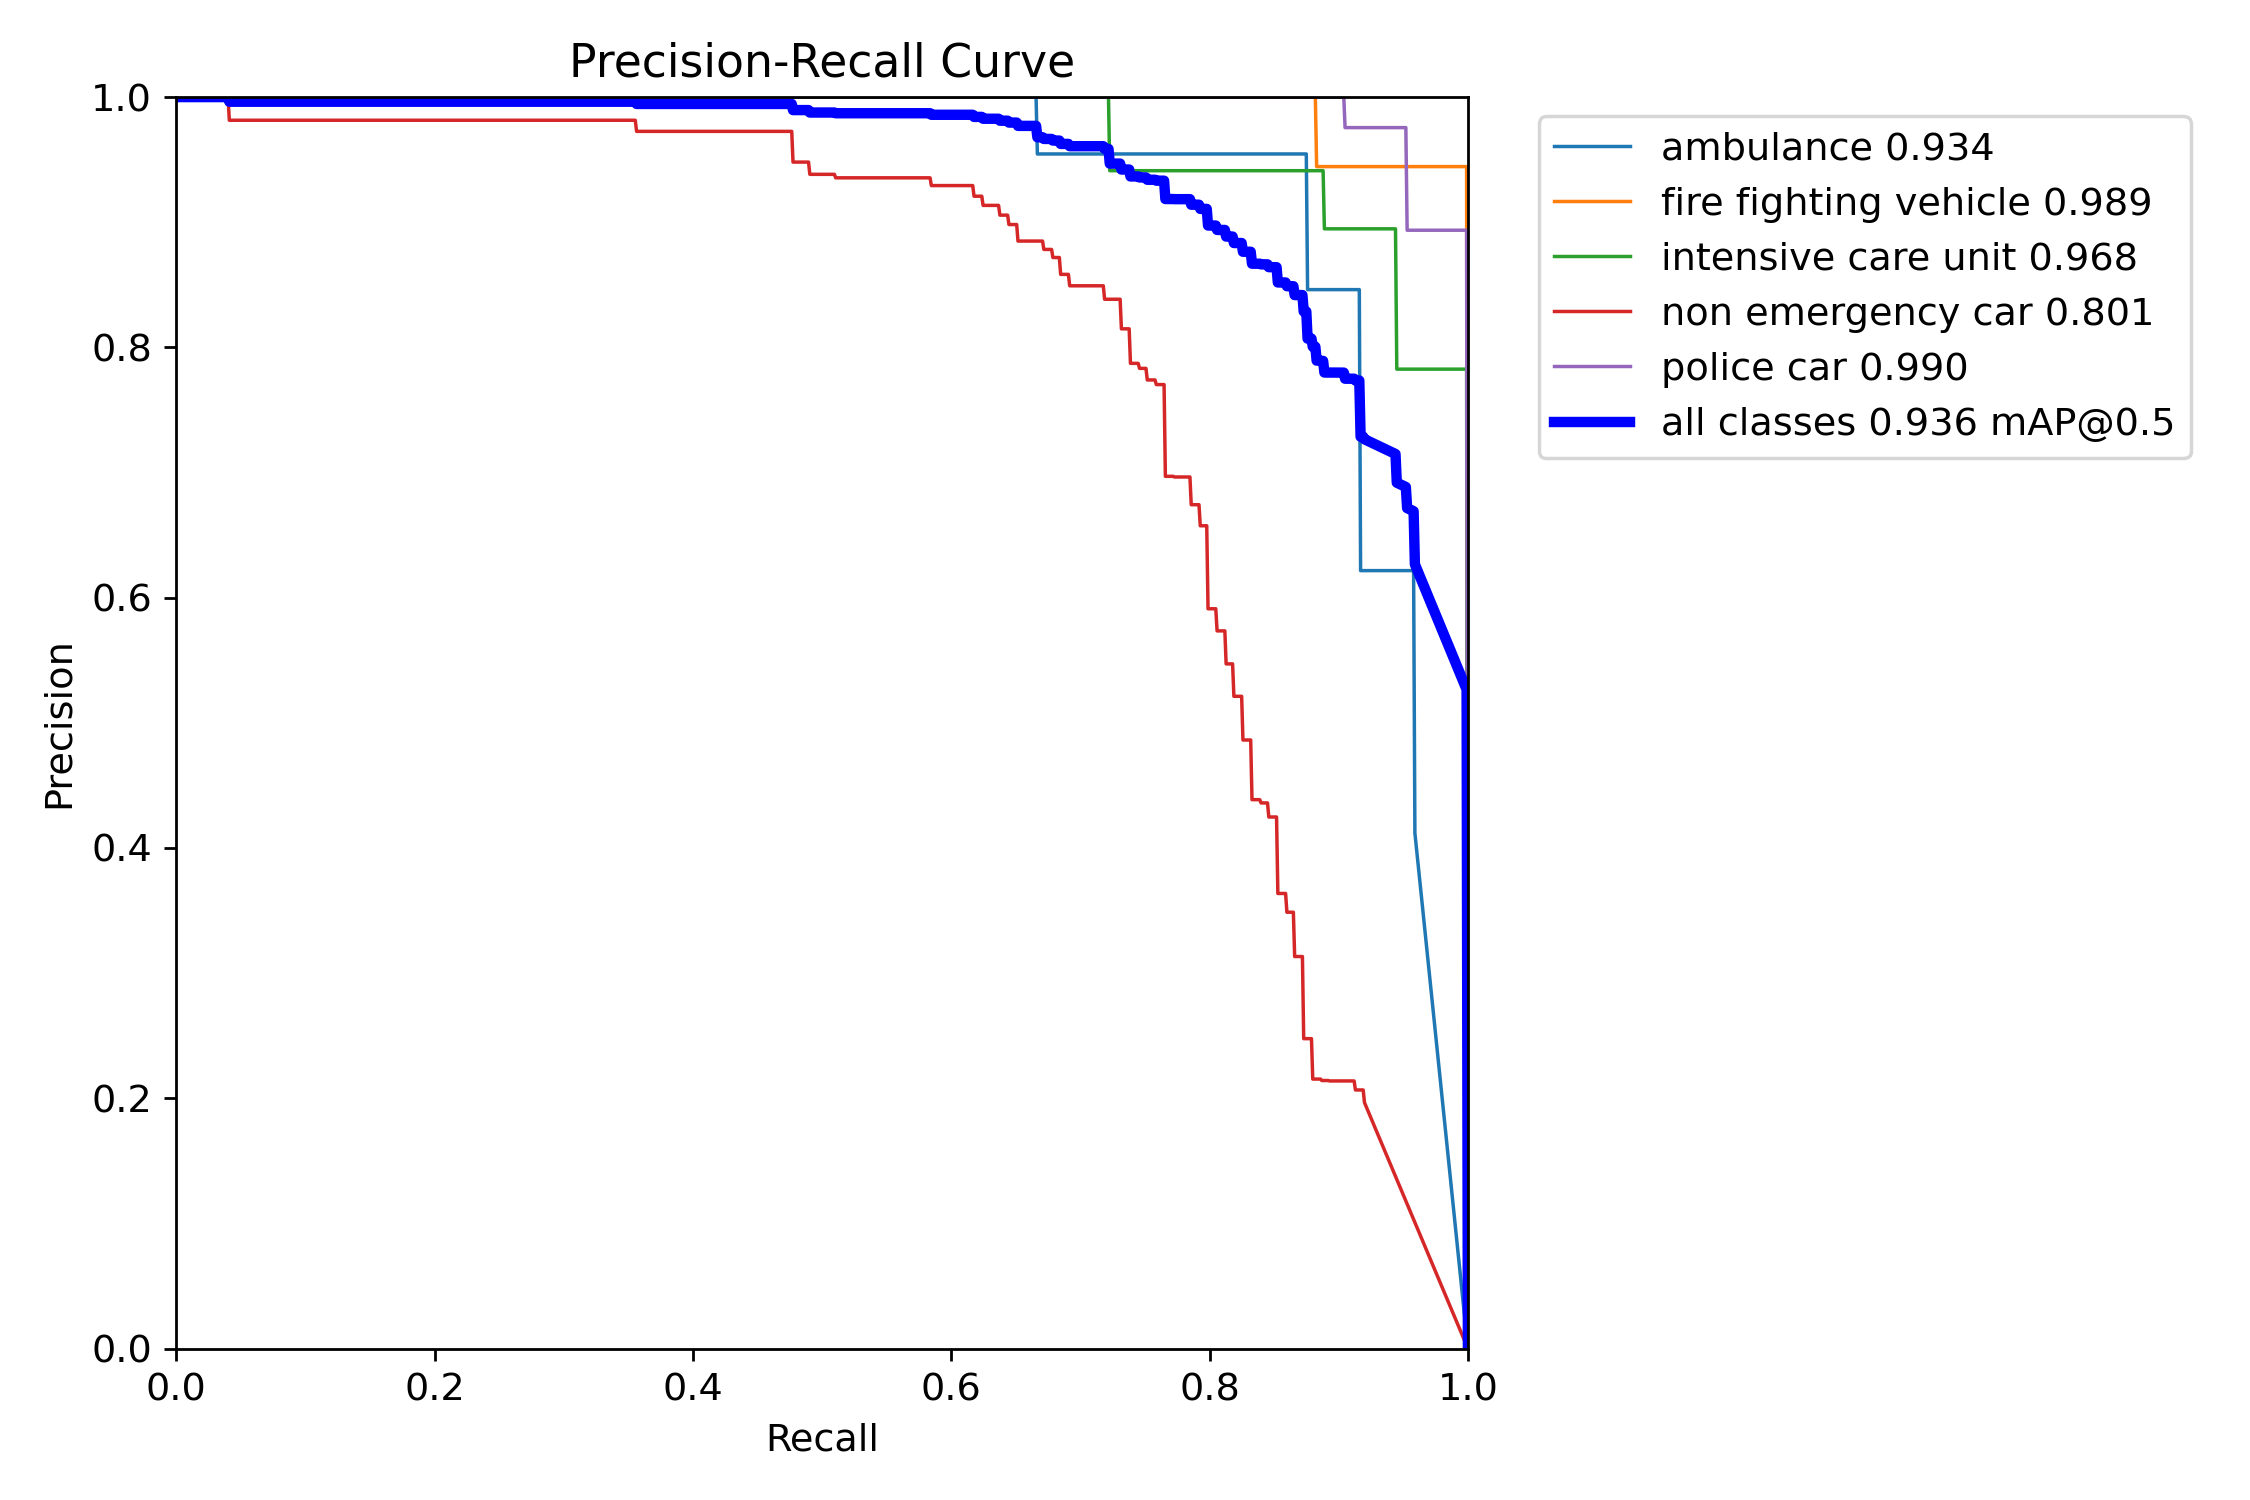 Precision-Recall Curve
1.0
0.8
0.6
0.4
0.2
0.0
Precision
0.0 0.2 0.4 0.6 0.8 1.0
Recall
ambulance 0.934
fire fighting vehicle 0.989
intensive care unit 0.968
non emergency car 0.801
police car 0.990
all classes 0.936 mAP@0.5